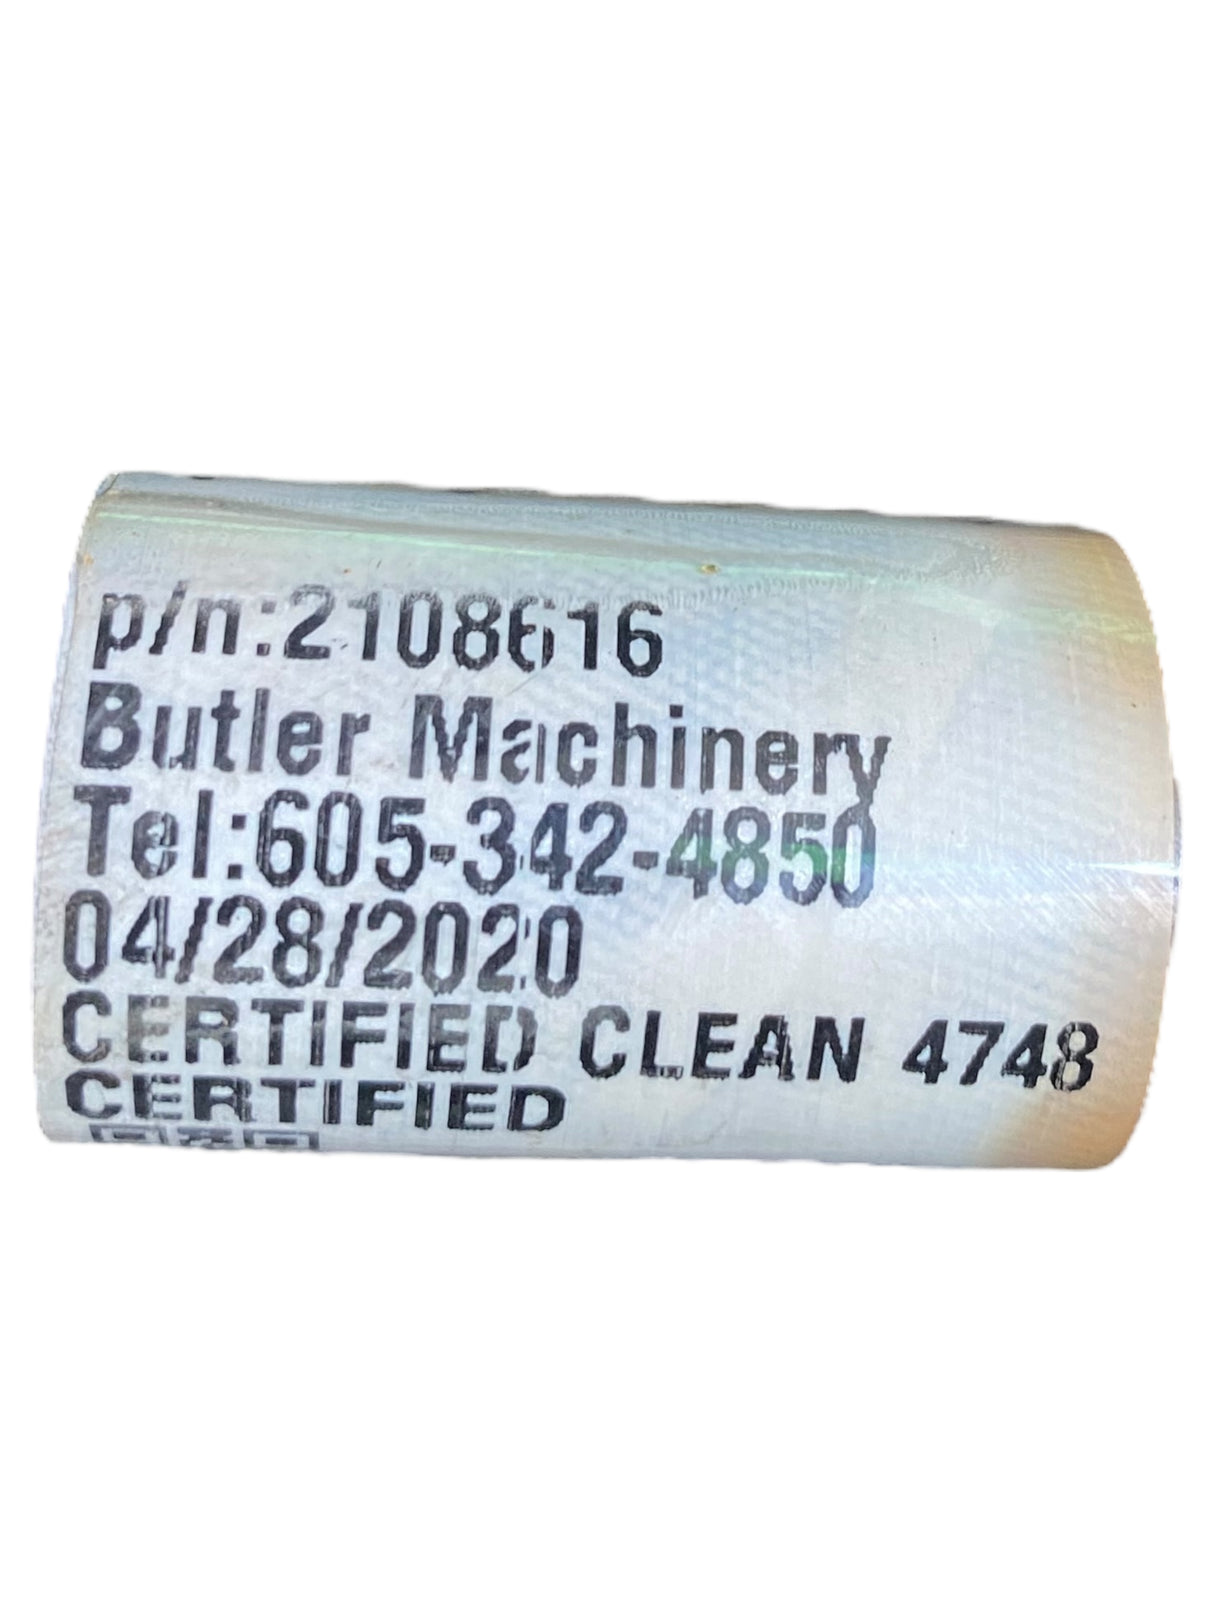 p/n:2108616
Butler Machinery
Tel:605-342-4850
04/28/2020
CERTIFIED CLEAN 4748
CERTIFIED